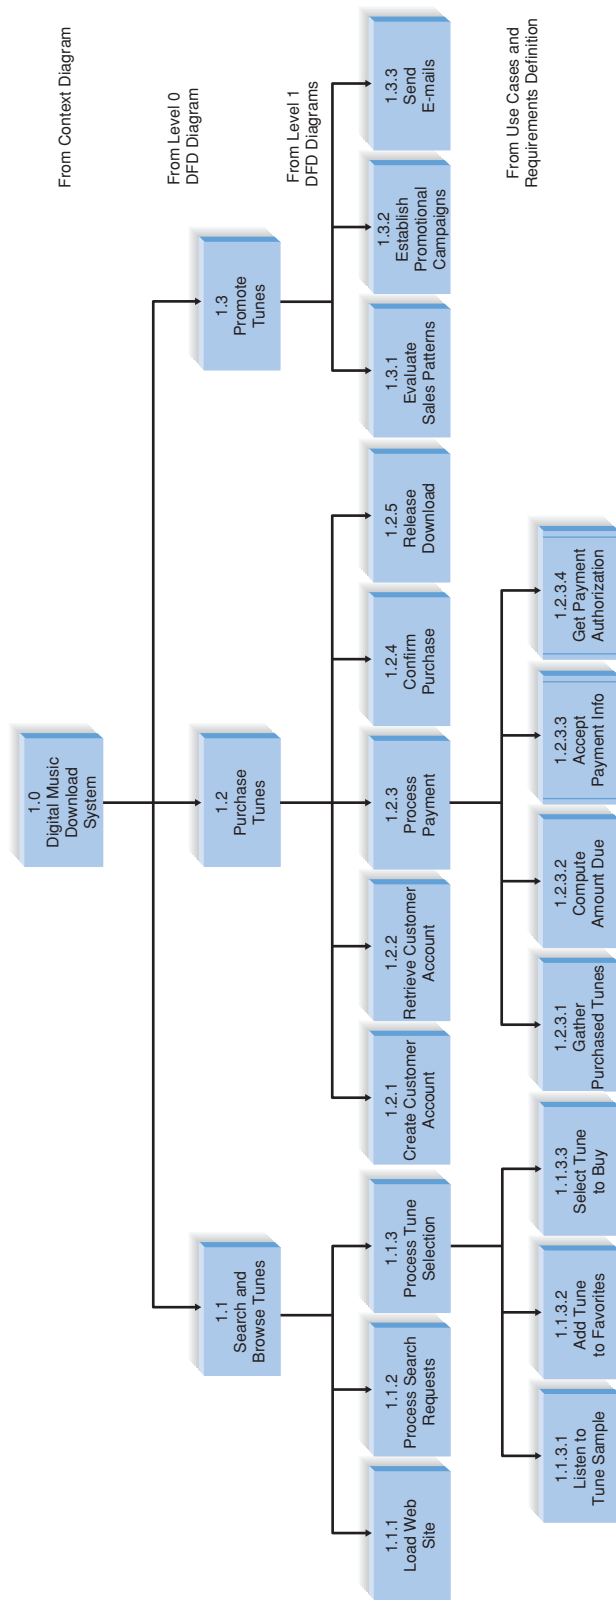 1.0
Digital Music
Download
System
From Context Diagram
1.1
Search and
Browse Tunes
1.2
Purchase
Tunes
1.3
Promote
Tunes
From Level 0
DFD Diagram
1.1.1
Load Web
Site
1.1.2
Process Search
Requests
1.1.3
Process Tune
Selection
1.2.1
Create Customer
Account
1.2.2
Retrieve Customer
Account
1.2.3
Process
Payment
1.2.4
Confirm
Purchase
1.2.5
Release
Download
1.3.1
Evaluate
Sales Patterns
1.3.2
Establish
Promotional
Campaigns
1.3.3
Send
E-mails
From Level 1
DFD Diagrams
1.1.3.1
Listen to
Tune Sample
1.1.3.2
Add Tune
to Favorites
1.1.3.3
Select Tune
to Buy
1.2.3.1
Gather
Purchased Tunes
1.2.3.2
Compute
Amount Due
1.2.3.3
Accept
Payment Info
1.2.3.4
Get Payment
Authorization
From Use Cases and
Requirements Definition